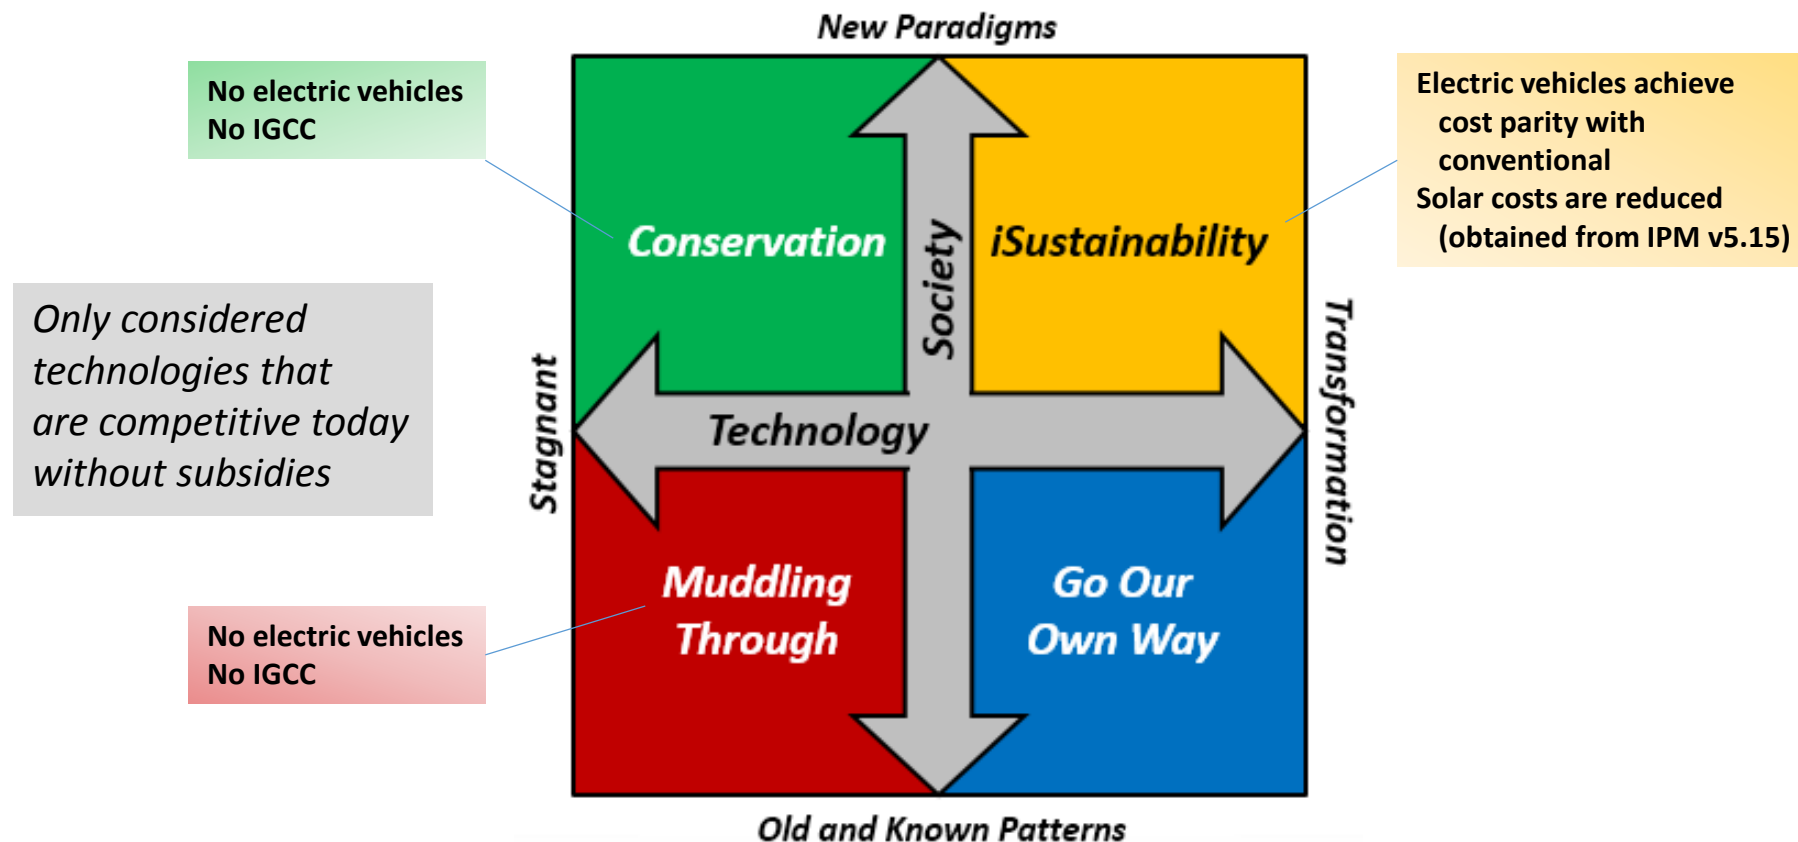 New Paradigms
No electric vehicles
No IGCC
Electric vehicles achieve
cost parity with
conventional
Solar costs are reduced
(obtained from IPM v5.15)
Conservation
Society
iSustainability
Only considered
technologies that
are competitive today
without subsidies
Stagnant
Technology
Transformation
No electric vehicles
No IGCC
Muddling
Through
Go Our
Own Way
Old and Known Patterns